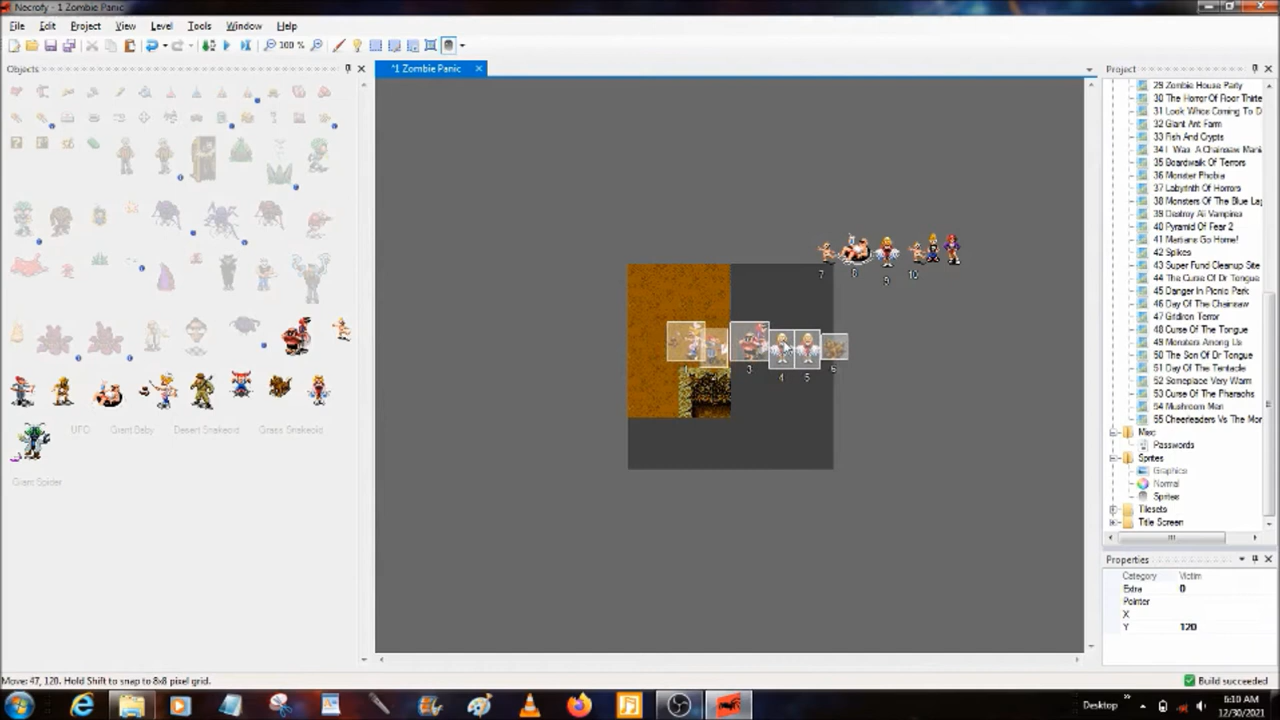 Necrofy - 1 Zombie Panic
File Edit Project View Tools Level Window Help
100 %
Objects
*1 Zombie Panic
Project
29 Zombie House Party
30 The Horror Of Floor Thirte
31 Look Whos Coming To D
32 Giant Ant Farm
33 Fish And Crypts
34 I Was A Chainsaw Mani
35 Boardwalk Of Terrors
36 Monster Phobia
37 Labyrinth Of Horrors
38 Monsters Of The Blue La
39 Destroy All Vampires
40 Pyramid Of Fear 2
41 Martians Go Home!
42 Spikes
43 Super Fund Cleanup Site
44 The Curse Of Dr Tongue
45 Danger In Picnic Park
46 Day Of The Chainsaw
47 Gridiron Terror
48 Curse Of The Tongue
49 Monsters Among Us
50 The Son Of Dr Tongue
51 Day Of The Tentacle
52 Someplace Very Warm
53 Curse Of The Pharaohs
54 Mushroom Men
55 Cheerleaders Vs The Mon
Misc
Passwords
Sprites
Graphics
Normal
Sprites
Tilesets
Title Screen
7 8 9 10
3 4 5 6
UFO Giant Baby Desert Snakeoid Grass Snakeoid
Giant Spider
Properties
Category Victim
Extra 0
Pointer
X
Y 120
Move: 47, 120. Hold Shift to snap to 8x8 pixel grid.
Build succeeded
Desktop
6:10 AM
12/30/2021